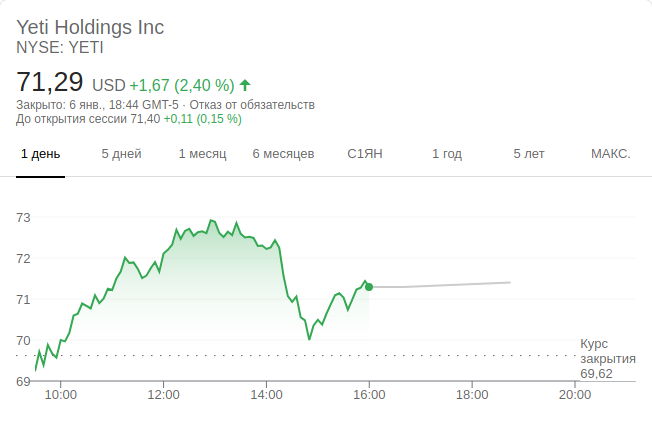 Yeti Holdings Inc
NYSE: YETI
71,29 USD +1,67 (2,40 %)
Закрыто: 6 янв., 18:44 GMT-5 · Отказ от обязательств
До открытия сессии 71,40 +0,11 (0,15 %)
1 день 5 дней 1 месяц 6 месяцев С1ЯН 1 год 5 лет МАКС.
73
72
71
70
69
Курс
закрытия
69,62
10:00 12:00 14:00 16:00 18:00 20:00